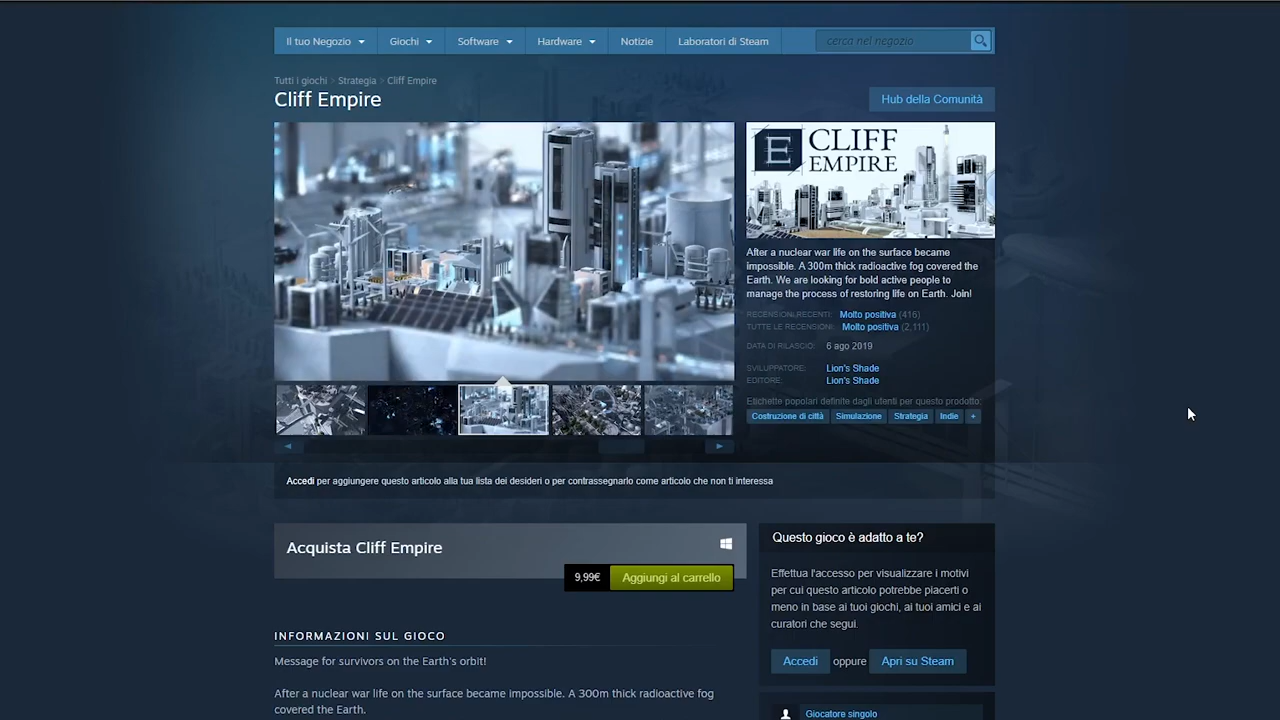 Il tuo Negozio Giochi Software Hardware Notizie Laboratori di Steam cerca nel negozio
Tutti i giochi > Strategia > Cliff Empire
Cliff Empire
Hub della Comunità
E CLIFF
EMPIRE
After a nuclear war life on the surface became
impossible. A 300m thick radioactive fog covered the
Earth. We are looking for bold active people to
manage the process of restoring life on Earth. Join!
RECENSIONI RECENTI: Molto positiva (416)
TUTTE LE RECENSIONI: Molto positiva (2,111)
DATA DI RILASCIO: 6 ago 2019
SVILUPPATORE: Lion's Shade
EDITORE: Lion's Shade
Etichette popolari definite dagli utenti per questo prodotto:
Costruzione di città Simulazione Strategia Indie +
Accedi per aggiungere questo articolo alla tua lista dei desideri o per contrassegnarlo come articolo che non ti interessa
Acquista Cliff Empire
9,99€ Aggiungi al carrello
INFORMAZIONI SUL GIOCO
Message for survivors on the Earth's orbit!
After a nuclear war life on the surface became impossible. A 300m thick radioactive fog
covered the Earth.
Questo gioco è adatto a te?
Effettua l'accesso per visualizzare i motivi
per cui questo articolo potrebbe piacerti o
meno in base ai tuoi giochi, ai tuoi amici e ai
curatori che segui.
Accedi oppure Apri su Steam
Giocatore singolo